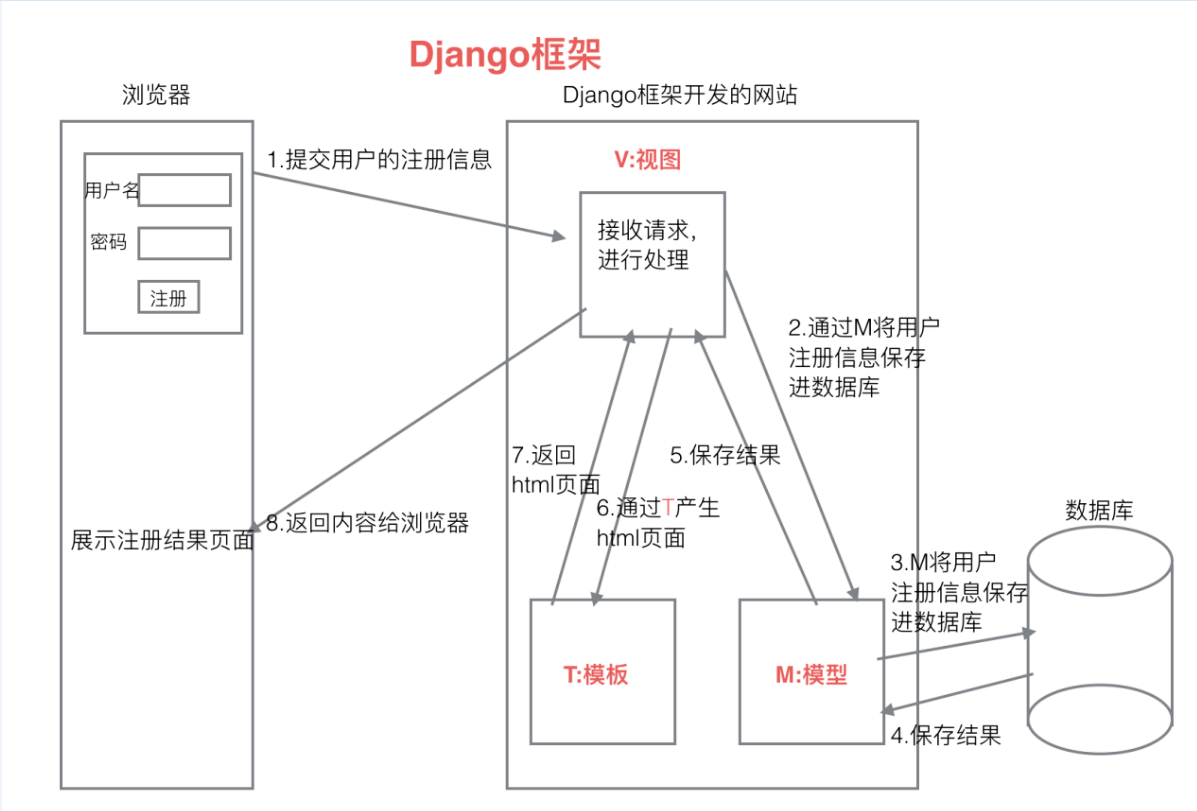 Django框架
浏览器
Django框架开发的网站
用户名
密码
注册
1.提交用户的注册信息
V:视图
接收请求,
进行处理
2.通过M将用户
注册信息保存
进数据库
7.返回
html页面
5.保存结果
6.通过T产生
html页面
8.返回内容给浏览器
展示注册结果页面
数据库
3.M将用户
注册信息保存
进数据库
T:模板
M:模型
4.保存结果